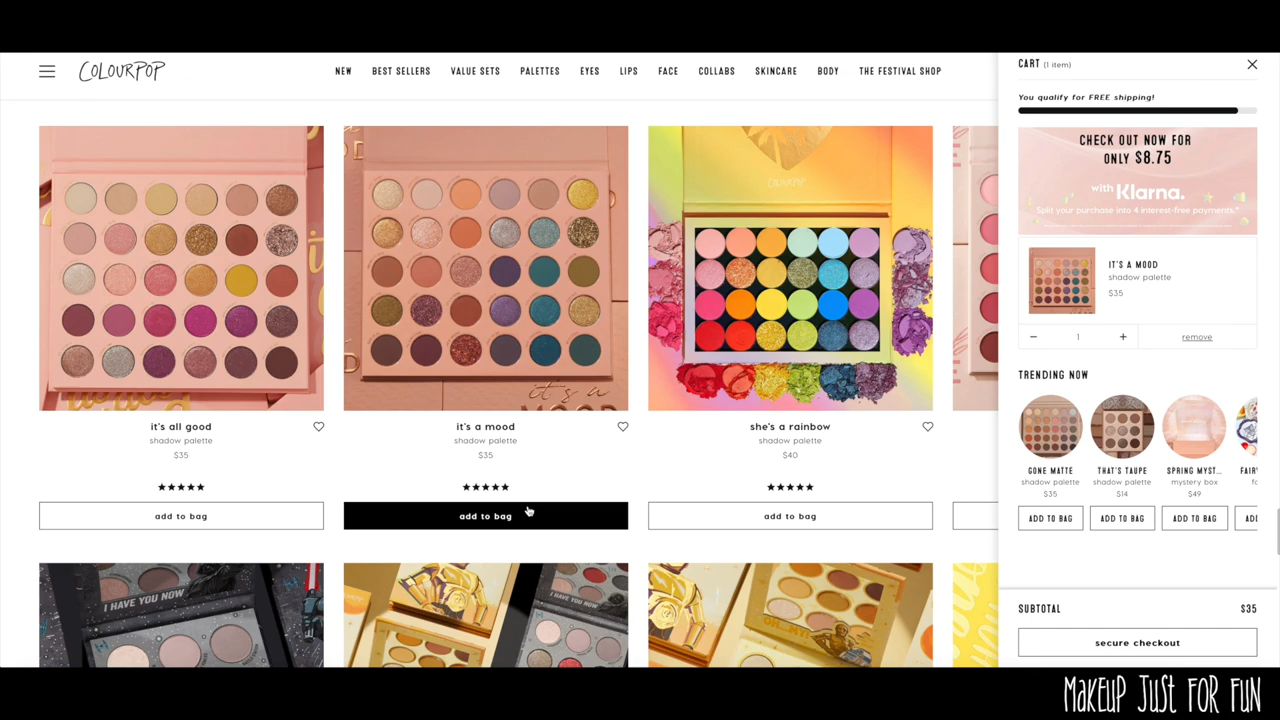 COLOURPOP
NEW BEST SELLERS VALUE SETS PALETTES EYES LIPS FACE COLLABS SKINCARE BODY THE FESTIVAL SHOP
CART (1 item)
You qualify for FREE shipping!
CHECK OUT NOW FOR
ONLY $8.75
with Klarna.
Split your purchase into 4 interest-free payments.*
IT'S A MOOD
shadow palette
$35
1
remove
COLOURPOP
it's a
MOOD
it's all good
shadow palette
$35
★★★★★
add to bag
it's a mood
shadow palette
$35
★★★★★
add to bag
she's a rainbow
shadow palette
$40
★★★★★
add to bag
TRENDING NOW
GONE MATTE
shadow palette
$35
ADD TO BAG
THAT'S TAUPE
shadow palette
$14
ADD TO BAG
SPRING MYST...
mystery box
$49
ADD TO BAG
I HAVE YOU NOW
SUBTOTAL $35
secure checkout
MAKEUP JUST FOR FUN